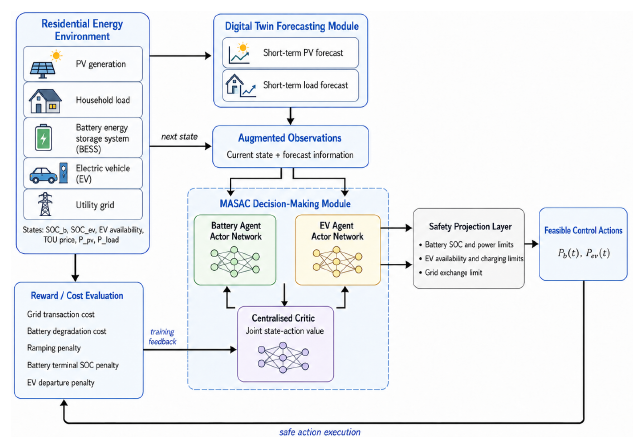 Residential Energy
Environment
PV generation
Household load
Battery energy
storage system
(BESS)
Electric vehicle
(EV)
Utility grid
States: SOC_b, SOC_ev, EV availability,
TOU price, P_pv, P_load
Digital Twin Forecasting Module
Short-term PV forecast
Short-term load forecast
next state
Augmented Observations
Current state + forecast information
MASAC Decision-Making Module
Battery Agent
Actor Network
EV Agent
Actor Network
Centralised Critic
Joint state-action value
Safety Projection Layer
• Battery SOC and power limits
• EV availability and charging limits
• Grid exchange limit
Feasible Control Actions
P_b(t), P_ev(t)
Reward / Cost Evaluation
Grid transaction cost
Battery degradation cost
Ramping penalty
Battery terminal SOC penalty
EV departure penalty
training
feedback
safe action execution